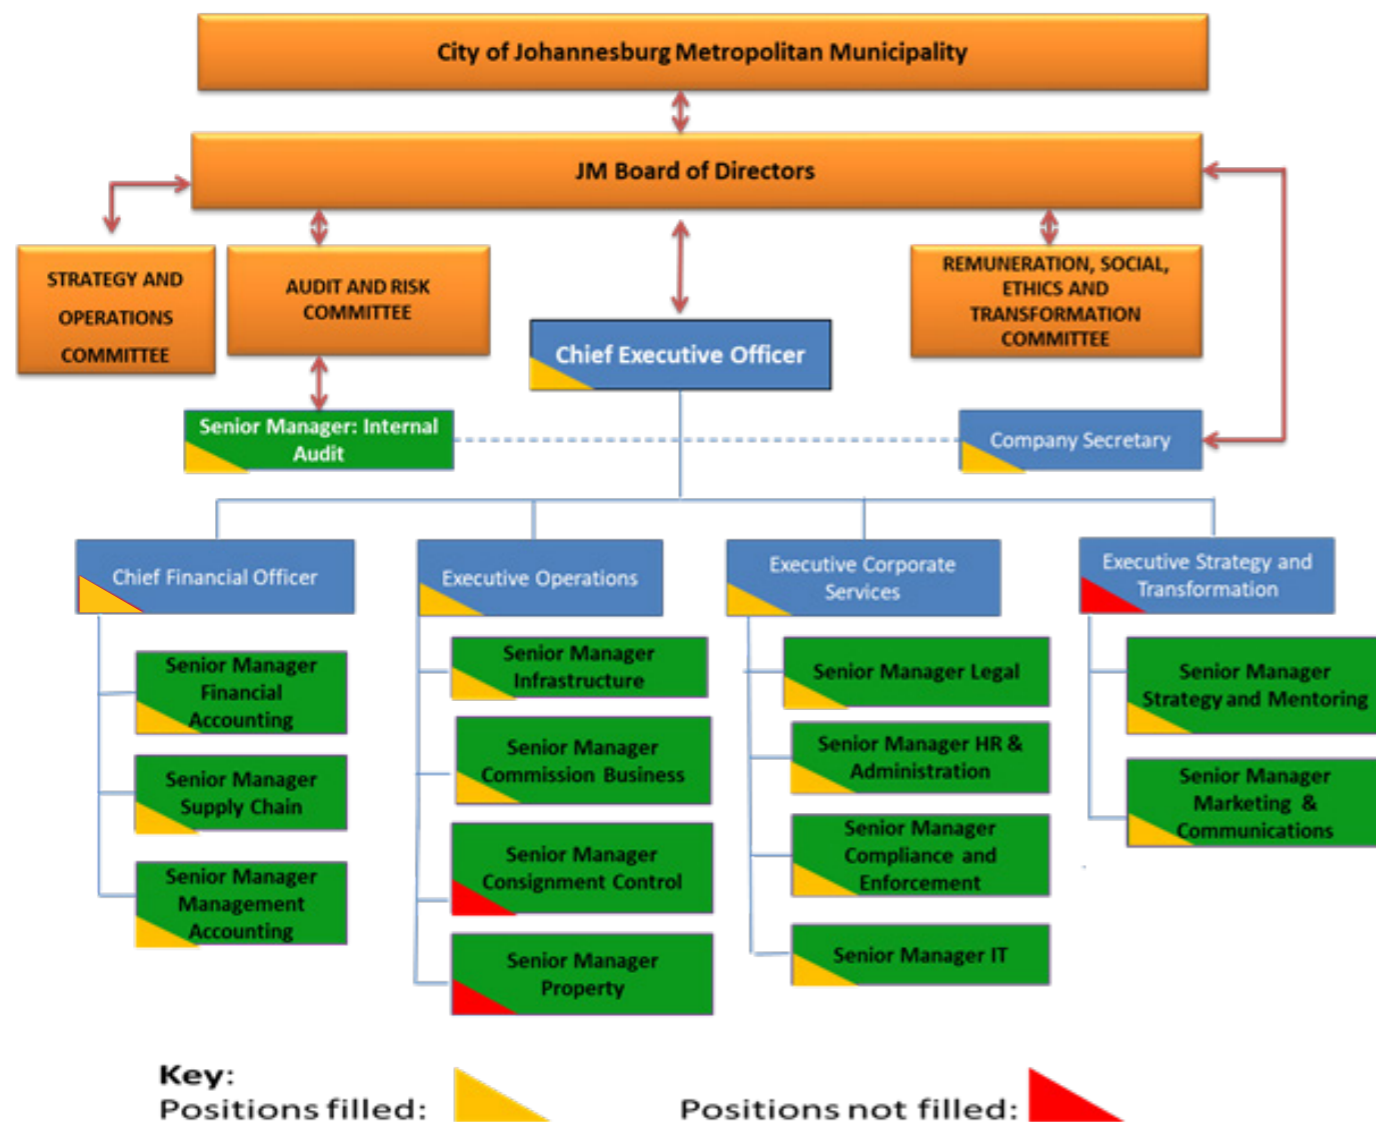 City of Johannesburg Metropolitan Municipality
JM Board of Directors
STRATEGY AND
OPERATIONS
COMMITTEE
AUDIT AND RISK
COMMITTEE
REMUNERATION, SOCIAL,
ETHICS AND
TRANSFORMATION
COMMITTEE
Chief Executive Officer
Senior Manager: Internal
Audit
Company Secretary
Chief Financial Officer
Executive Operations
Executive Corporate
Services
Executive Strategy and
Transformation
Senior Manager
Financial
Accounting
Senior Manager
Supply Chain
Senior Manager
Management
Accounting
Senior Manager
Infrastructure
Senior Manager
Commission Business
Senior Manager
Consignment Control
Senior Manager
Property
Senior Manager Legal
Senior Manager HR &
Administration
Senior Manager
Compliance and
Enforcement
Senior Manager IT
Senior Manager
Strategy and Mentoring
Senior Manager
Marketing &
Communications
Key:
Positions filled:
Positions not filled: